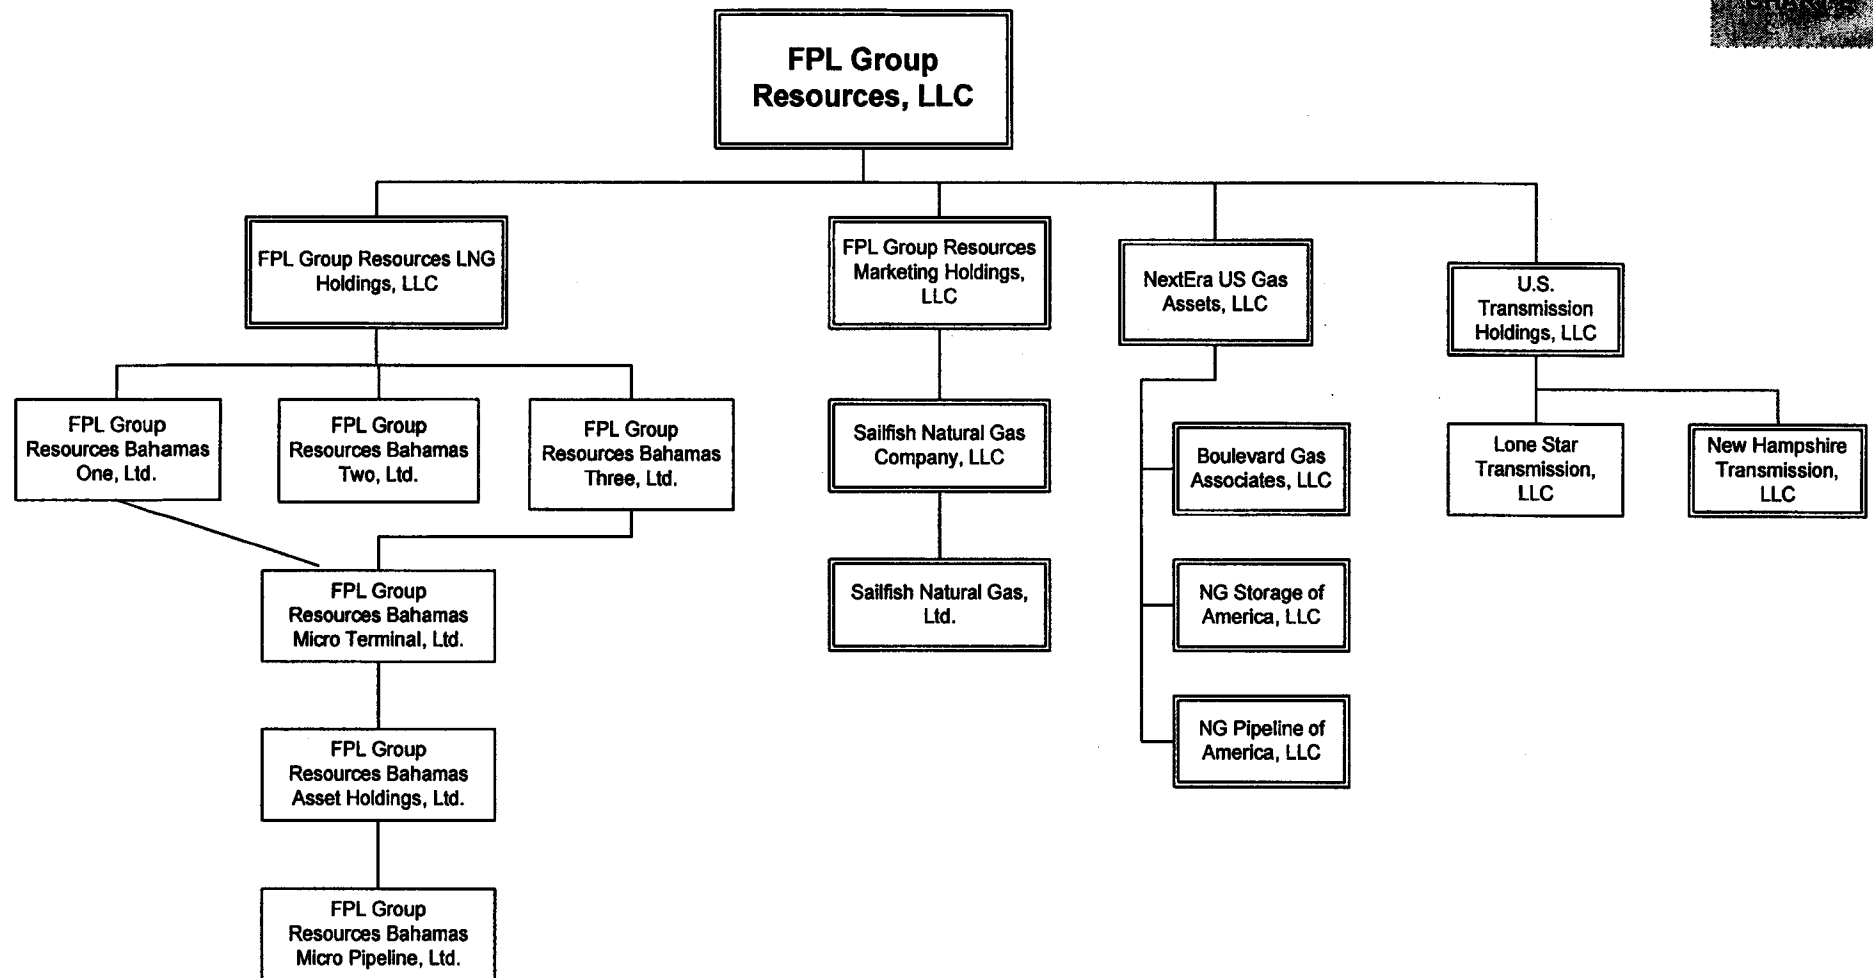 FPL Group
Resources, LLC
FPL Group Resources LNG
Holdings, LLC
FPL Group Resources
Marketing Holdings,
LLC
NextEra US Gas
Assets, LLC
U.S.
Transmission
Holdings, LLC
FPL Group
Resources Bahamas
One, Ltd.
FPL Group
Resources Bahamas
Two, Ltd.
FPL Group
Resources Bahamas
Three, Ltd.
Sailfish Natural Gas
Company, LLC
Boulevard Gas
Associates, LLC
Lone Star
Transmission,
LLC
New Hampshire
Transmission,
LLC
FPL Group
Resources Bahamas
Micro Terminal, Ltd.
Sailfish Natural Gas,
Ltd.
NG Storage of
America, LLC
NG Pipeline of
America, LLC
FPL Group
Resources Bahamas
Asset Holdings, Ltd.
FPL Group
Resources Bahamas
Micro Pipeline, Ltd.